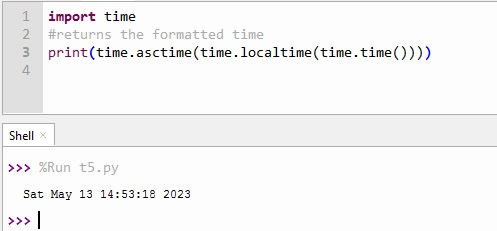 1 import time
2 #returns the formatted time
3 print(time.asctime(time.localtime(time.time())))
4
Shell ×
>>> %Run t5.py
Sat May 13 14:53:18 2023
>>>